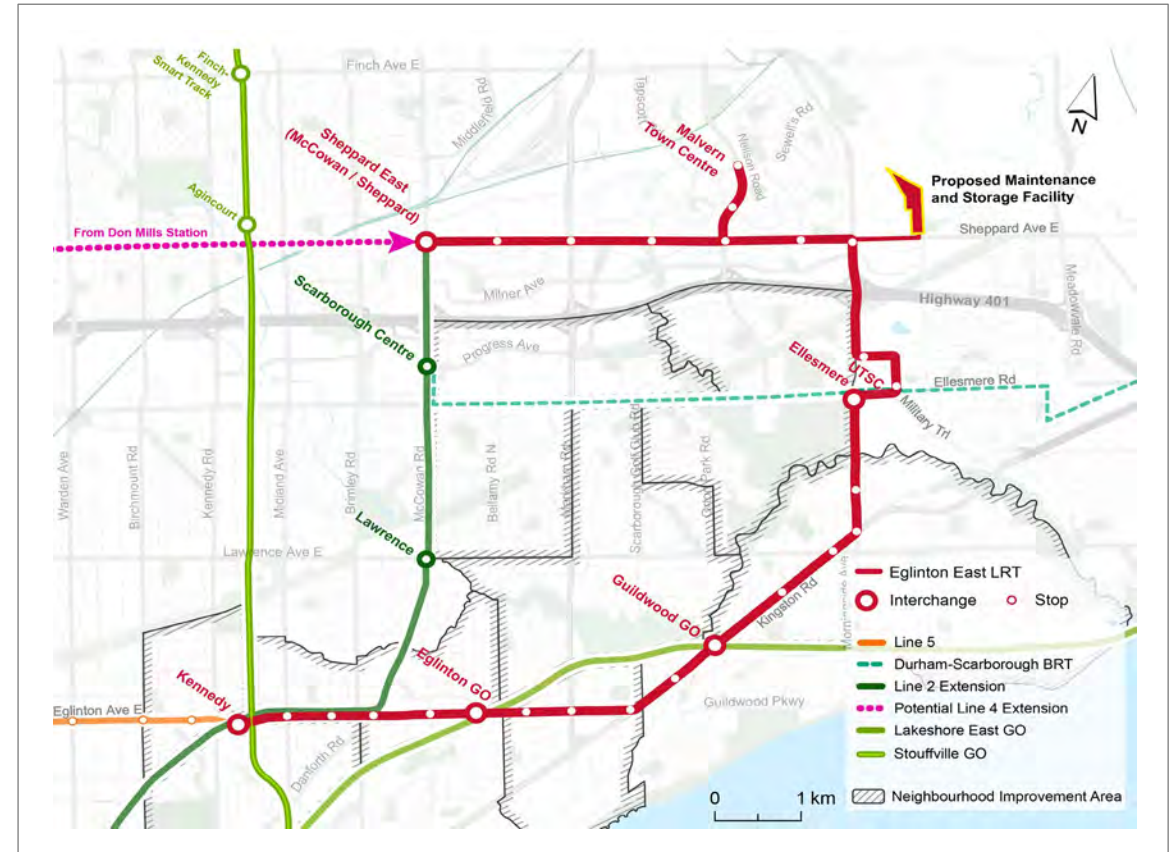 Finch-
Kennedy
Smart Track
Finch Ave E
Middlefield Rd
Tapscott
Malvern
Town Centre
Neilson Road
Sewell's Rd
N
Sheppard East
(McCowan / Sheppard)
Agincourt
Proposed Maintenance
and Storage Facility
From Don Mills Station
Sheppard Ave E
Scarborough Centre
Milner Ave
Highway 401
Meadowvale Rd
Progress Ave
Ellesmere
UTSC
Ellesmere Rd
Military Trl
Warden Ave
Birchmount Rd
Kennedy Rd
Midland Ave
Brimley Rd
McCowan Rd
Bellamy Rd N
Markham Rd
Scarborough Golf Club Rd
Orton Park Rd
Lawrence
Lawrence Ave E
Guildwood GO
Kingston Rd
Morningside Ave
Kennedy
Eglinton GO
Eglinton Ave E
Danforth Rd
Guildwood Pkwy
Eglinton East LRT
Interchange
Stop
Line 5
Durham-Scarborough BRT
Line 2 Extension
Potential Line 4 Extension
Lakeshore East GO
Stouffville GO
Neighbourhood Improvement Area
0 1 km